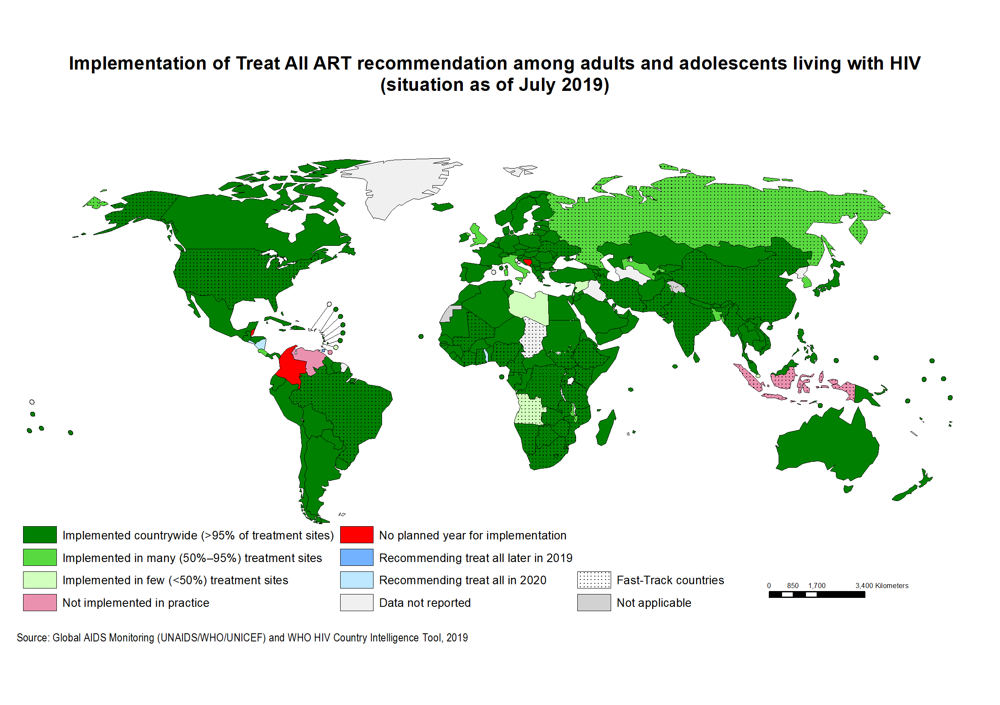 Implementation of Treat All ART recommendation among adults and adolescents living with HIV
(situation as of July 2019)
Implemented countrywide (>95% of treatment sites)
Implemented in many (50%–95%) treatment sites
Implemented in few (<50%) treatment sites
Not implemented in practice
No planned year for implementation
Recommending treat all later in 2019
Recommending treat all in 2020
Data not reported
Fast-Track countries
Not applicable
0 850 1,700 3,400 Kilometers
Source: Global AIDS Monitoring (UNAIDS/WHO/UNICEF) and WHO HIV Country Intelligence Tool, 2019